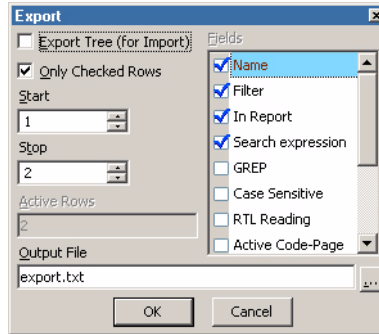 Export
Export Tree (for Import)
Only Checked Rows
Start
1
Stop
2
Active Rows
2
Fields
Name
Filter
In Report
Search expression
GREP
Case Sensitive
RTL Reading
Active Code-Page
Output File
export.txt
...
OK
Cancel